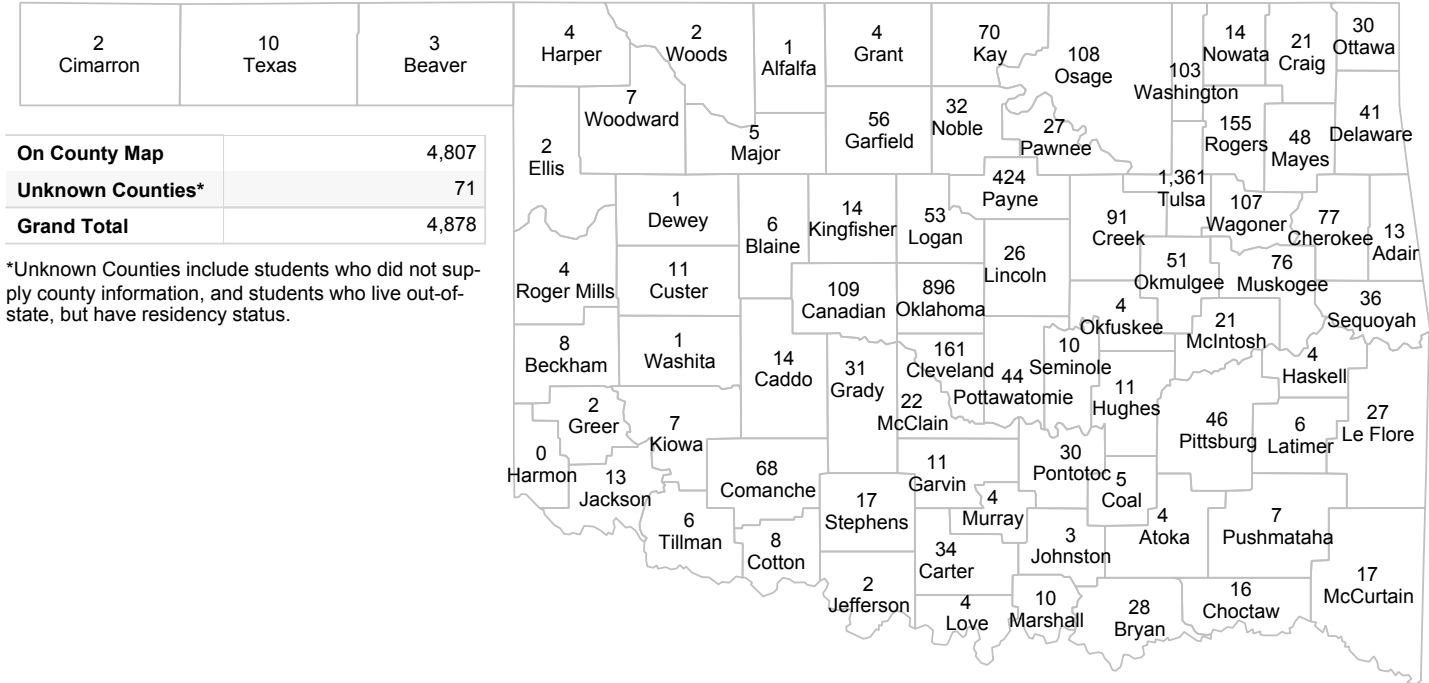 2
Cimarron
10
Texas
3
Beaver
4
Harper
2
Woods
1
Alfalfa
4
Grant
70
Kay
108
Osage
103
Washington
14
Nowata
21
Craig
30
Ottawa
7
Woodward
5
Major
56
Garfield
32
Noble
27
Pawnee
155
Rogers
48
Mayes
41
Delaware
On County Map 4,807
Unknown Counties* 71
Grand Total 4,878
*Unknown Counties include students who did not sup-
ply county information, and students who live out-of-
state, but have residency status.
2
Ellis
1
Dewey
6
Blaine
14
Kingfisher
53
Logan
424
Payne
1,361
Tulsa
91
Creek
107
Wagoner
77
Cherokee
13
Adair
4
Roger Mills
11
Custer
109
Canadian
896
Oklahoma
26
Lincoln
51
Okmulgee
76
Muskogee
36
Sequoyah
8
Beckham
1
Washita
14
Caddo
31
Grady
161
Cleveland
22
McClain
44
Pottawatomie
10
Seminole
4
Okfuskee
11
Hughes
21
McIntosh
4
Haskell
2
Greer
7
Kiowa
0
Harmon
13
Jackson
68
Comanche
11
Garvin
30
Pontotoc
5
Coal
46
Pittsburg
6
Latimer
27
Le Flore
6
Tillman
8
Cotton
17
Stephens
4
Murray
34
Carter
3
Johnston
4
Atoka
7
Pushmataha
2
Jefferson
4
Love
10
Marshall
28
Bryan
16
Choctaw
17
McCurtain